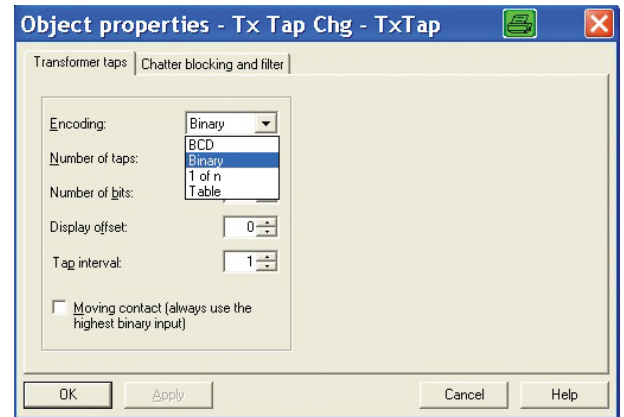 Object properties - Tx Tap Chg - TxTap
Transformer taps Chatter blocking and filter
Encoding: Binary
BCD
Number of taps: Binary
1 of n
Number of bits: Table
Display offset: 0
Tap interval: 1
Moving contact (always use the
highest binary input)
OK Apply Cancel Help